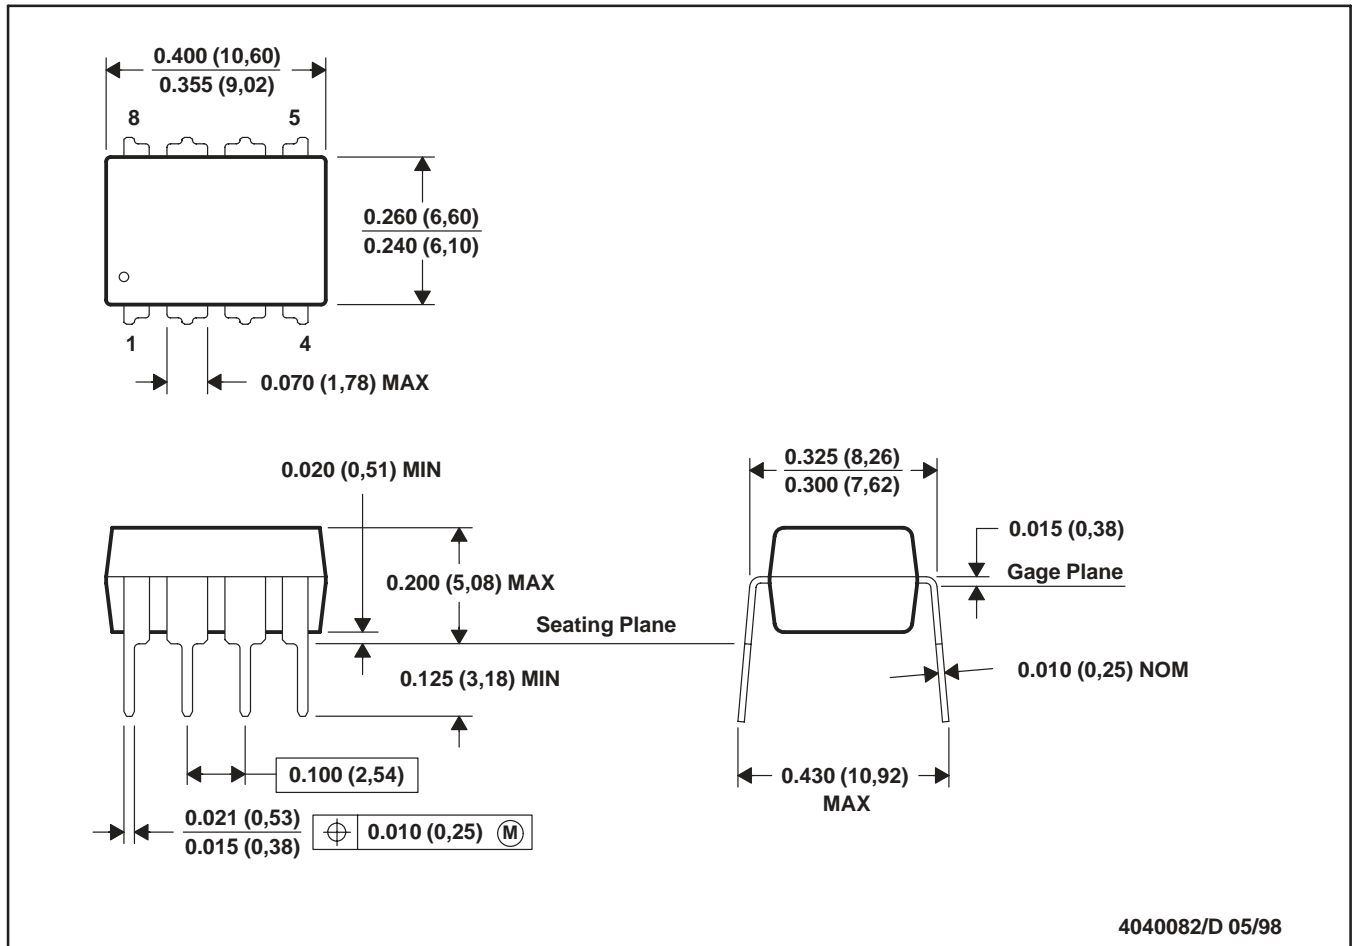 0.400 (10,60)
0.355 (9,02)
8 5
0.260 (6,60)
0.240 (6,10)
1 4
0.070 (1,78) MAX
0.020 (0,51) MIN
0.325 (8,26)
0.300 (7,62)
0.015 (0,38)
0.200 (5,08) MAX
Gage Plane
Seating Plane
0.125 (3,18) MIN
0.010 (0,25) NOM
0.100 (2,54)
0.430 (10,92)
MAX
0.021 (0,53)
0.015 (0,38)
0.010 (0,25) M
4040082/D 05/98